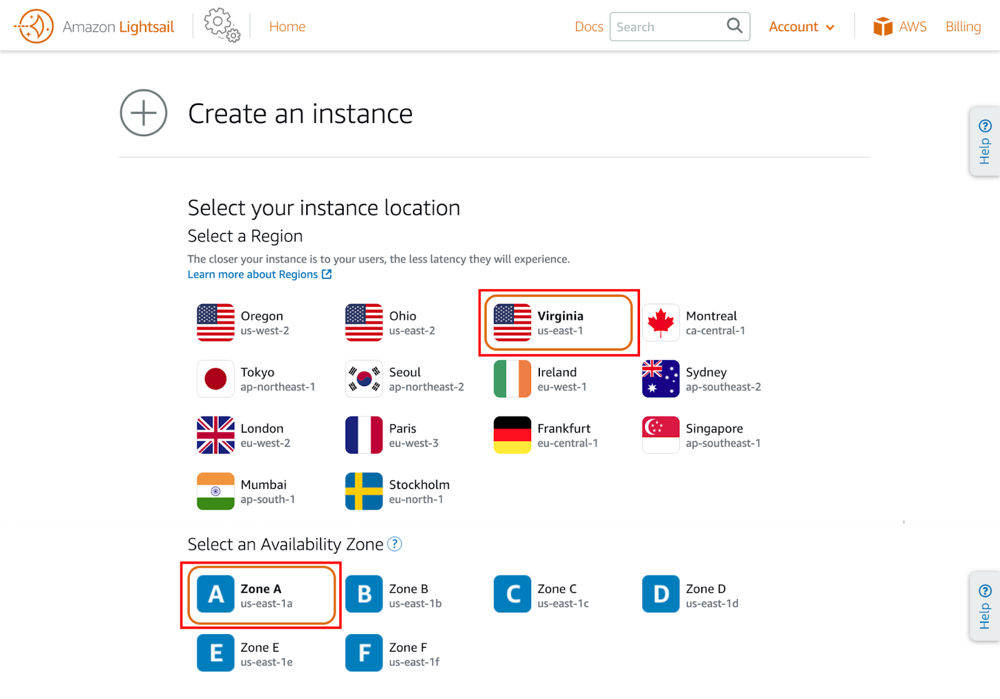 Amazon Lightsail
Home
Docs
Search
Account
AWS
Billing
Create an instance
Help
Select your instance location
Select a Region
The closer your instance is to your users, the less latency they will experience.
Learn more about Regions
Oregon
us-west-2
Ohio
us-east-2
Virginia
us-east-1
Montreal
ca-central-1
Tokyo
ap-northeast-1
Seoul
ap-northeast-2
Ireland
eu-west-1
Sydney
ap-southeast-2
London
eu-west-2
Paris
eu-west-3
Frankfurt
eu-central-1
Singapore
ap-southeast-1
Mumbai
ap-south-1
Stockholm
eu-north-1
Select an Availability Zone ?
A
Zone A
us-east-1a
B
Zone B
us-east-1b
C
Zone C
us-east-1c
D
Zone D
us-east-1d
Help
E
Zone E
us-east-1e
F
Zone F
us-east-1f